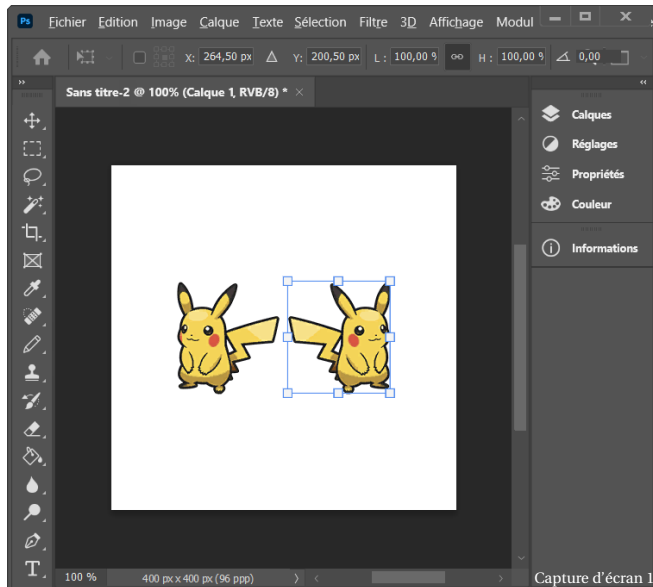 Ps Fichier Edition Image Calque Texte Sélection Filtre 3D Affichage Modul
X: 264,50 px Δ Y: 200,50 px L : 100,00 % H : 100,00 % 0,00
Sans titre-2 @ 100% (Calque 1, RVB/8) * ×
Calques
Réglages
Propriétés
Couleur
Informations
T
100 % 400 px x 400 px (96 ppp)
Capture d'écran 1